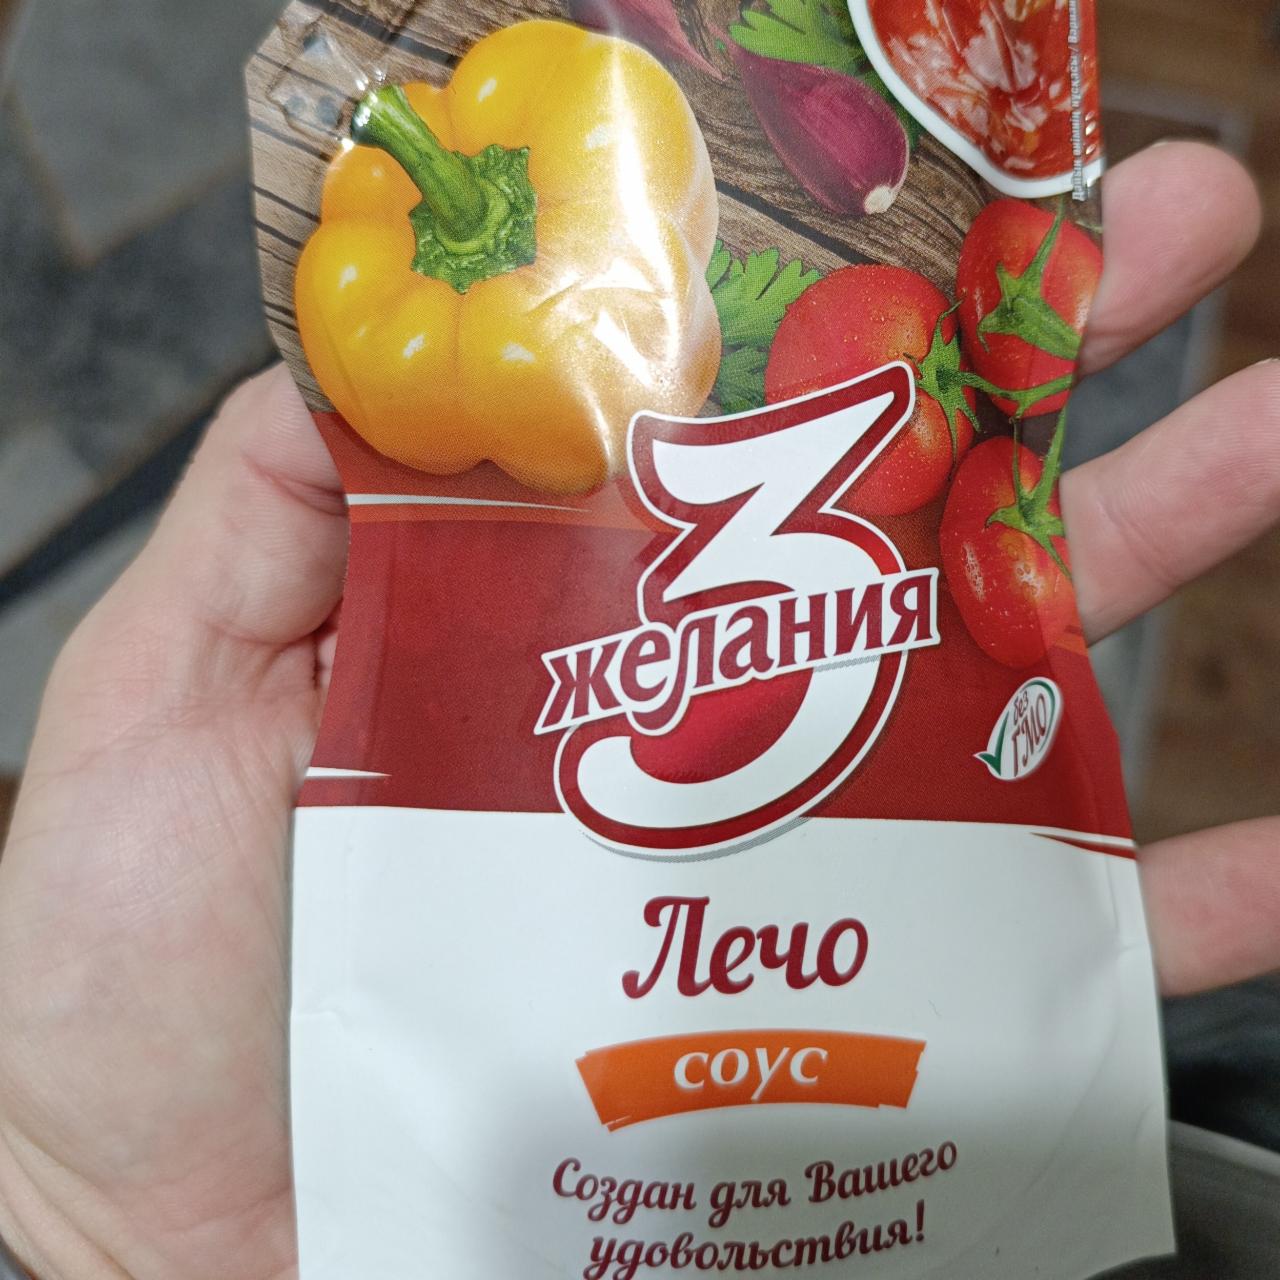 3
желания
без
ГМО
Лечо
соус
Создан для Вашего
удовольствия!